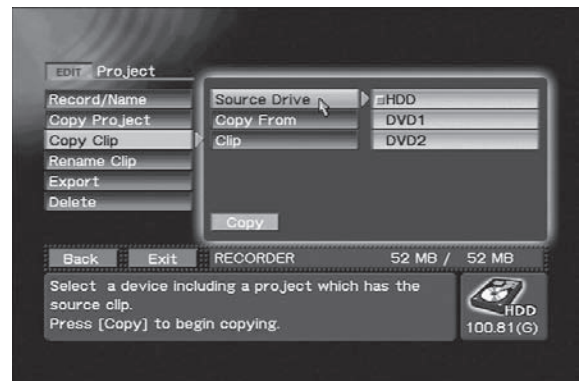 EDIT Project
Record/Name
Copy Project
Copy Clip
Rename Clip
Export
Delete
Source Drive
Copy From
Clip
HDD
DVD1
DVD2
Copy
Back Exit RECORDER 52 MB / 52 MB
Select a device including a project which has the
source clip.
Press [Copy] to begin copying.
HDD
100.81(G)